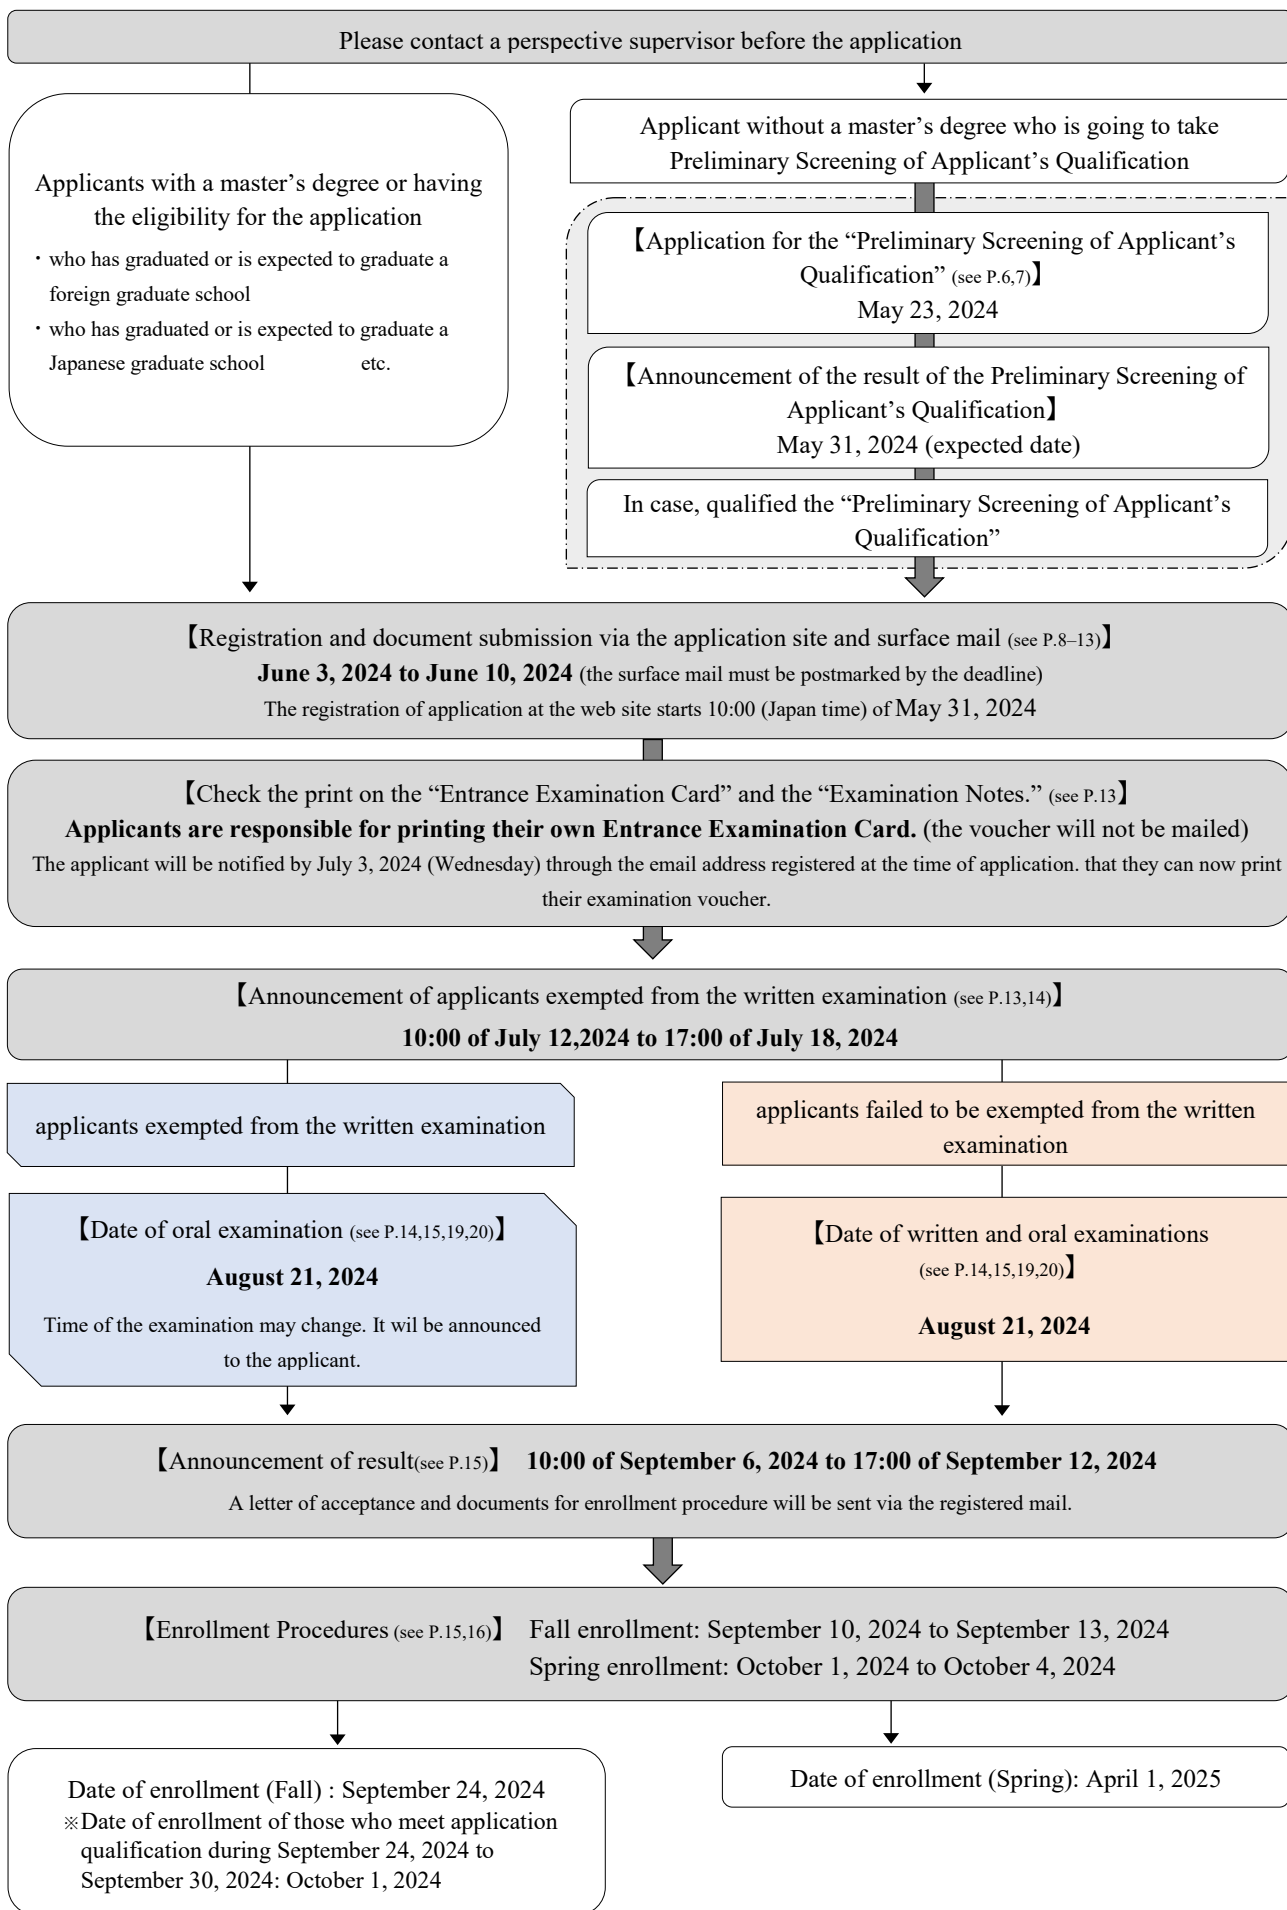 Please contact a perspective supervisor before the application
Applicants with a master’s degree or having
the eligibility for the application
・who has graduated or is expected to graduate a
foreign graduate school
・who has graduated or is expected to graduate a
Japanese graduate school etc.
Applicant without a master’s degree who is going to take
Preliminary Screening of Applicant’s Qualification
【Application for the “Preliminary Screening of Applicant’s
Qualification” (see P.6,7)】
May 23, 2024
【Announcement of the result of the Preliminary Screening of
Applicant’s Qualification】
May 31, 2024 (expected date)
In case, qualified the “Preliminary Screening of Applicant’s
Qualification”
【Registration and document submission via the application site and surface mail (see P.8–13)】
June 3, 2024 to June 10, 2024 (the surface mail must be postmarked by the deadline)
The registration of application at the web site starts 10:00 (Japan time) of May 31, 2024
【Check the print on the “Entrance Examination Card” and the “Examination Notes.” (see P.13】
Applicants are responsible for printing their own Entrance Examination Card. (the voucher will not be mailed)
The applicant will be notified by July 3, 2024 (Wednesday) through the email address registered at the time of application. that they can now print
their examination voucher.
【Announcement of applicants exempted from the written examination (see P.13,14)】
10:00 of July 12,2024 to 17:00 of July 18, 2024
applicants exempted from the written examination
【Date of oral examination (see P.14,15,19,20)】
August 21, 2024
Time of the examination may change. It wil be announced
to the applicant.
applicants failed to be exempted from the written
examination
【Date of written and oral examinations
(see P.14,15,19,20)】
August 21, 2024
【Announcement of result(see P.15)】 10:00 of September 6, 2024 to 17:00 of September 12, 2024
A letter of acceptance and documents for enrollment procedure will be sent via the registered mail.
【Enrollment Procedures (see P.15,16)】 Fall enrollment: September 10, 2024 to September 13, 2024
Spring enrollment: October 1, 2024 to October 4, 2024
Date of enrollment (Fall) : September 24, 2024
※Date of enrollment of those who meet application
qualification during September 24, 2024 to
September 30, 2024: October 1, 2024
Date of enrollment (Spring): April 1, 2025